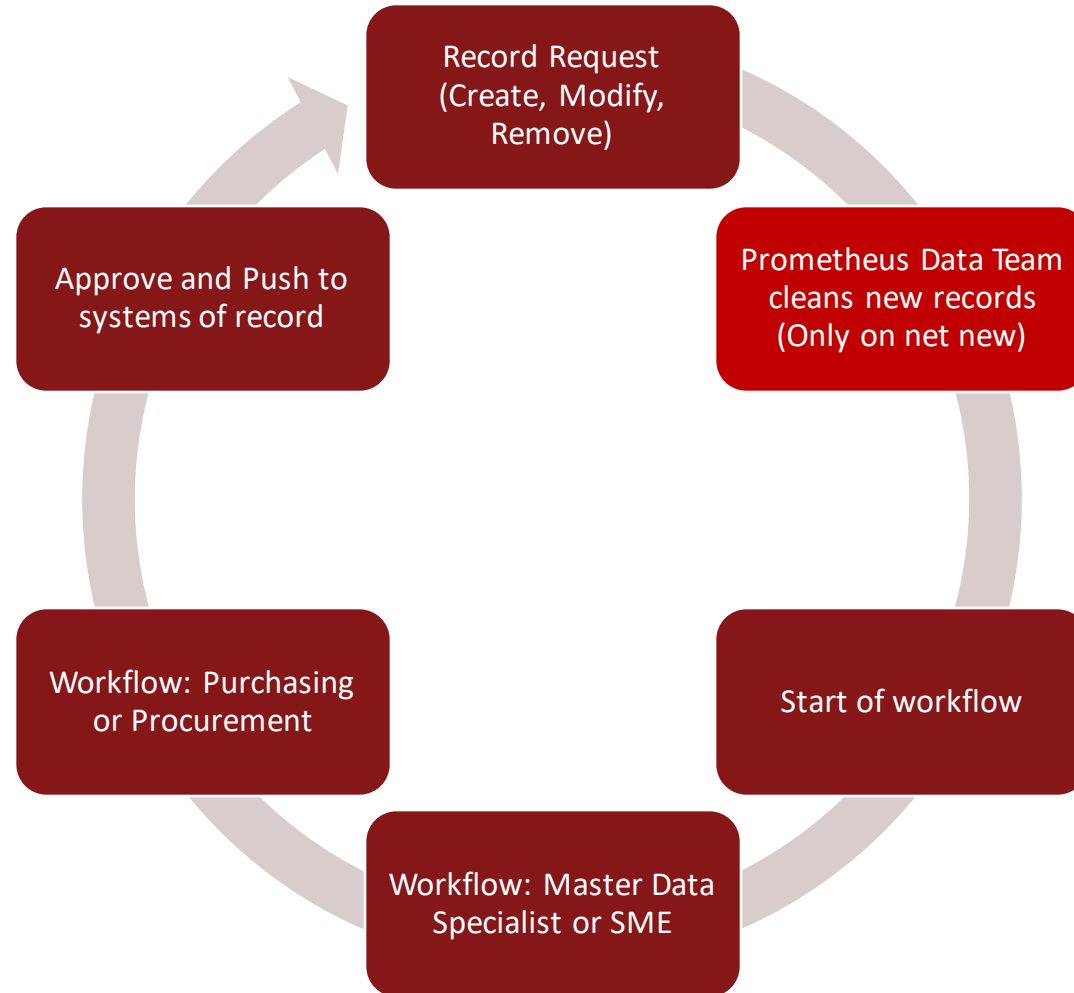 Record Request
(Create, Modify,
Remove)
Prometheus Data Team
cleans new records
(Only on net new)
Start of workflow
Workflow: Master Data
Specialist or SME
Workflow: Purchasing
or Procurement
Approve and Push to
systems of record